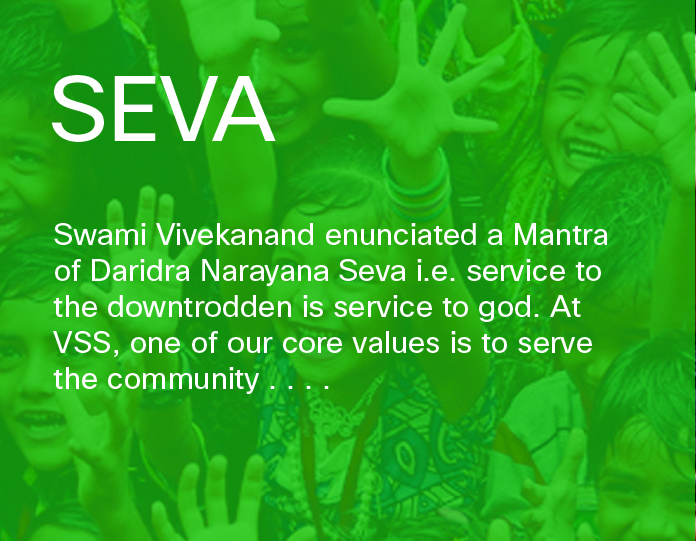 SEVA
Swami Vivekanand enunciated a Mantra
of Daridra Narayana Seva i.e. service to
the downtrodden is service to god. At
VSS, one of our core values is to serve
the community . . . .